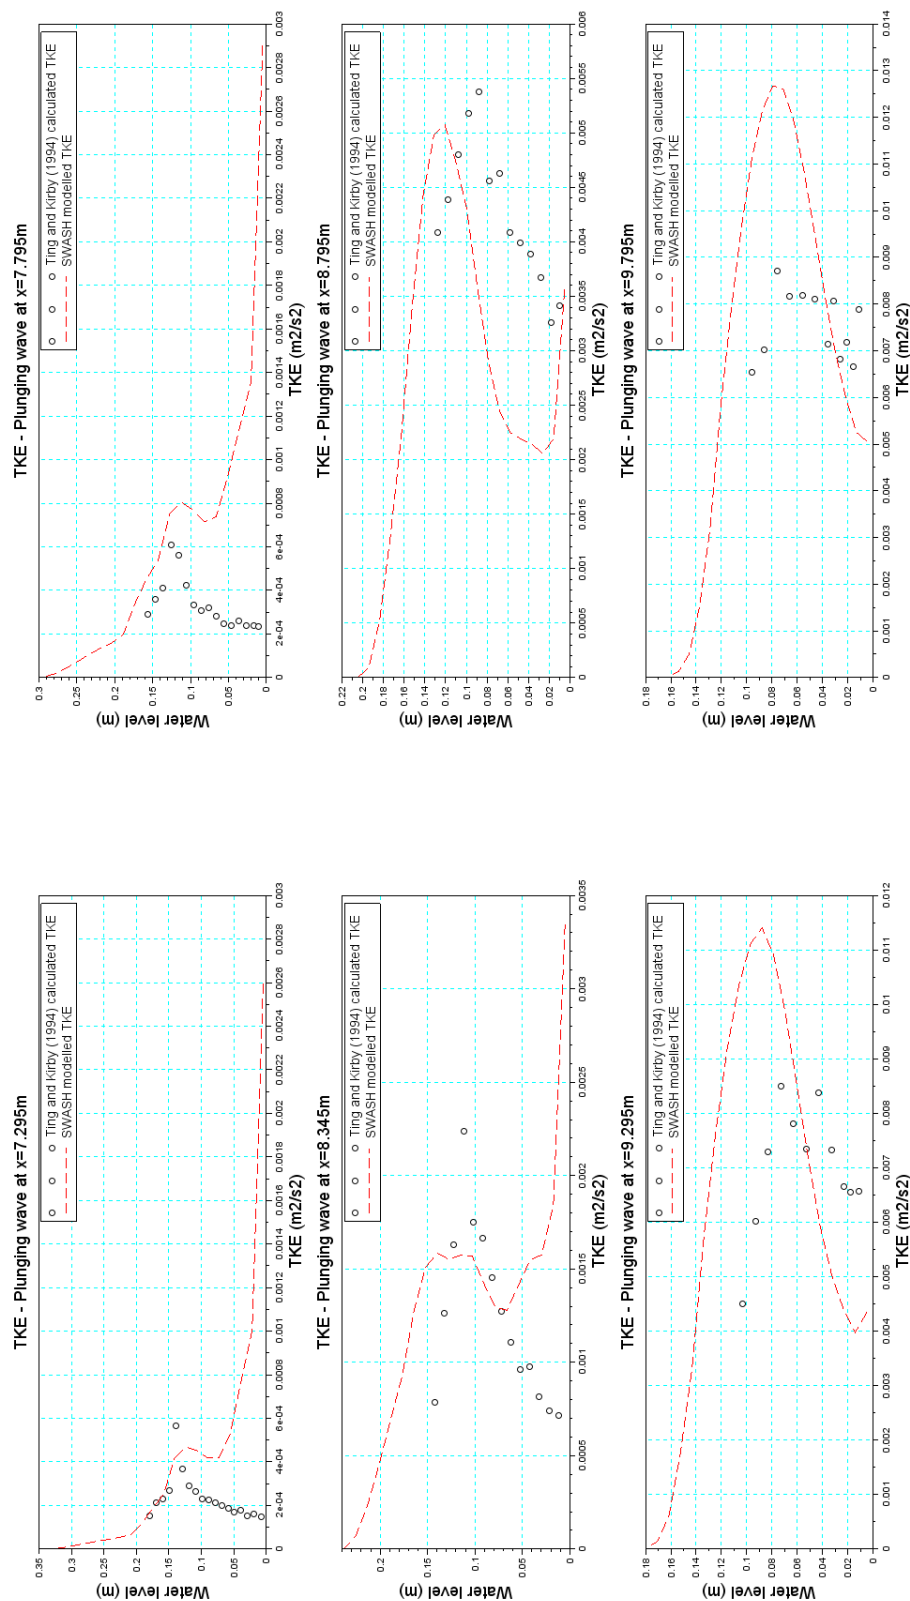 TKE - Plunging wave at x=7.295m
Ting and Kirby (1994) calculated TKE
SWASH modelled TKE
Water level (m)
0.35
0.3
0.25
0.2
0.15
0.1
0.05
0
0 2e-04 4e-04 6e-04 0.0008 0.001 0.0012 0.0014 0.0016 0.0018 0.002 0.0022 0.0024 0.0026 0.0028 0.003
TKE (m2/s2)
TKE - Plunging wave at x=7.795m
Ting and Kirby (1994) calculated TKE
SWASH modelled TKE
Water level (m)
0.3
0.25
0.2
0.15
0.1
0.05
0
0 2e-04 4e-04 6e-04 0.0008 0.001 0.0012 0.0014 0.0016 0.0018 0.002 0.0022 0.0024 0.0026 0.0028 0.003
TKE (m2/s2)
TKE - Plunging wave at x=8.345m
Ting and Kirby (1994) calculated TKE
SWASH modelled TKE
Water level (m)
0.2
0.15
0.1
0.05
0
0 0.0005 0.001 0.0015 0.002 0.0025 0.003 0.0035
TKE (m2/s2)
TKE - Plunging wave at x=8.795m
Ting and Kirby (1994) calculated TKE
SWASH modelled TKE
Water level (m)
0.22
0.2
0.18
0.16
0.14
0.12
0.1
0.08
0.06
0.04
0.02
0
0 0.0005 0.001 0.0015 0.002 0.0025 0.003 0.0035 0.004 0.0045 0.005 0.0055 0.006
TKE (m2/s2)
TKE - Plunging wave at x=9.295m
Ting and Kirby (1994) calculated TKE
SWASH modelled TKE
Water level (m)
0.18
0.16
0.14
0.12
0.1
0.08
0.06
0.04
0.02
0
0 0.001 0.002 0.003 0.004 0.005 0.006 0.007 0.008 0.009 0.01 0.011 0.012
TKE (m2/s2)
TKE - Plunging wave at x=9.795m
Ting and Kirby (1994) calculated TKE
SWASH modelled TKE
Water level (m)
0.18
0.16
0.14
0.12
0.1
0.08
0.06
0.04
0.02
0
0 0.001 0.002 0.003 0.004 0.005 0.006 0.007 0.008 0.009 0.01 0.011 0.012 0.013 0.014
TKE (m2/s2)